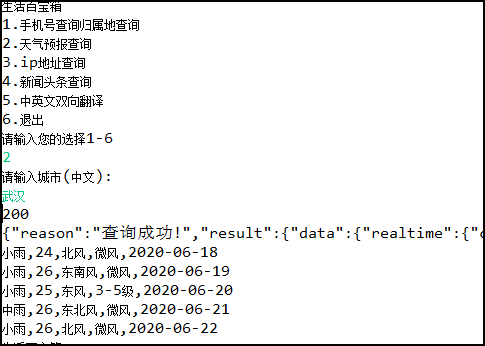 生活百宝箱
1.手机号查询归属地查询
2.天气预报查询
3.ip地址查询
4.新闻头条查询
5.中英文双向翻译
6.退出
请输入您的选择1-6
2
请输入城市(中文):
武汉
200
{"reason":"查询成功!","result":{"data":{"realtime":{"c
小雨,24,北风,微风,2020-06-18
小雨,26,东南风,微风,2020-06-19
小雨,25,东风,3-5级,2020-06-20
中雨,26,东北风,微风,2020-06-21
小雨,26,北风,微风,2020-06-22